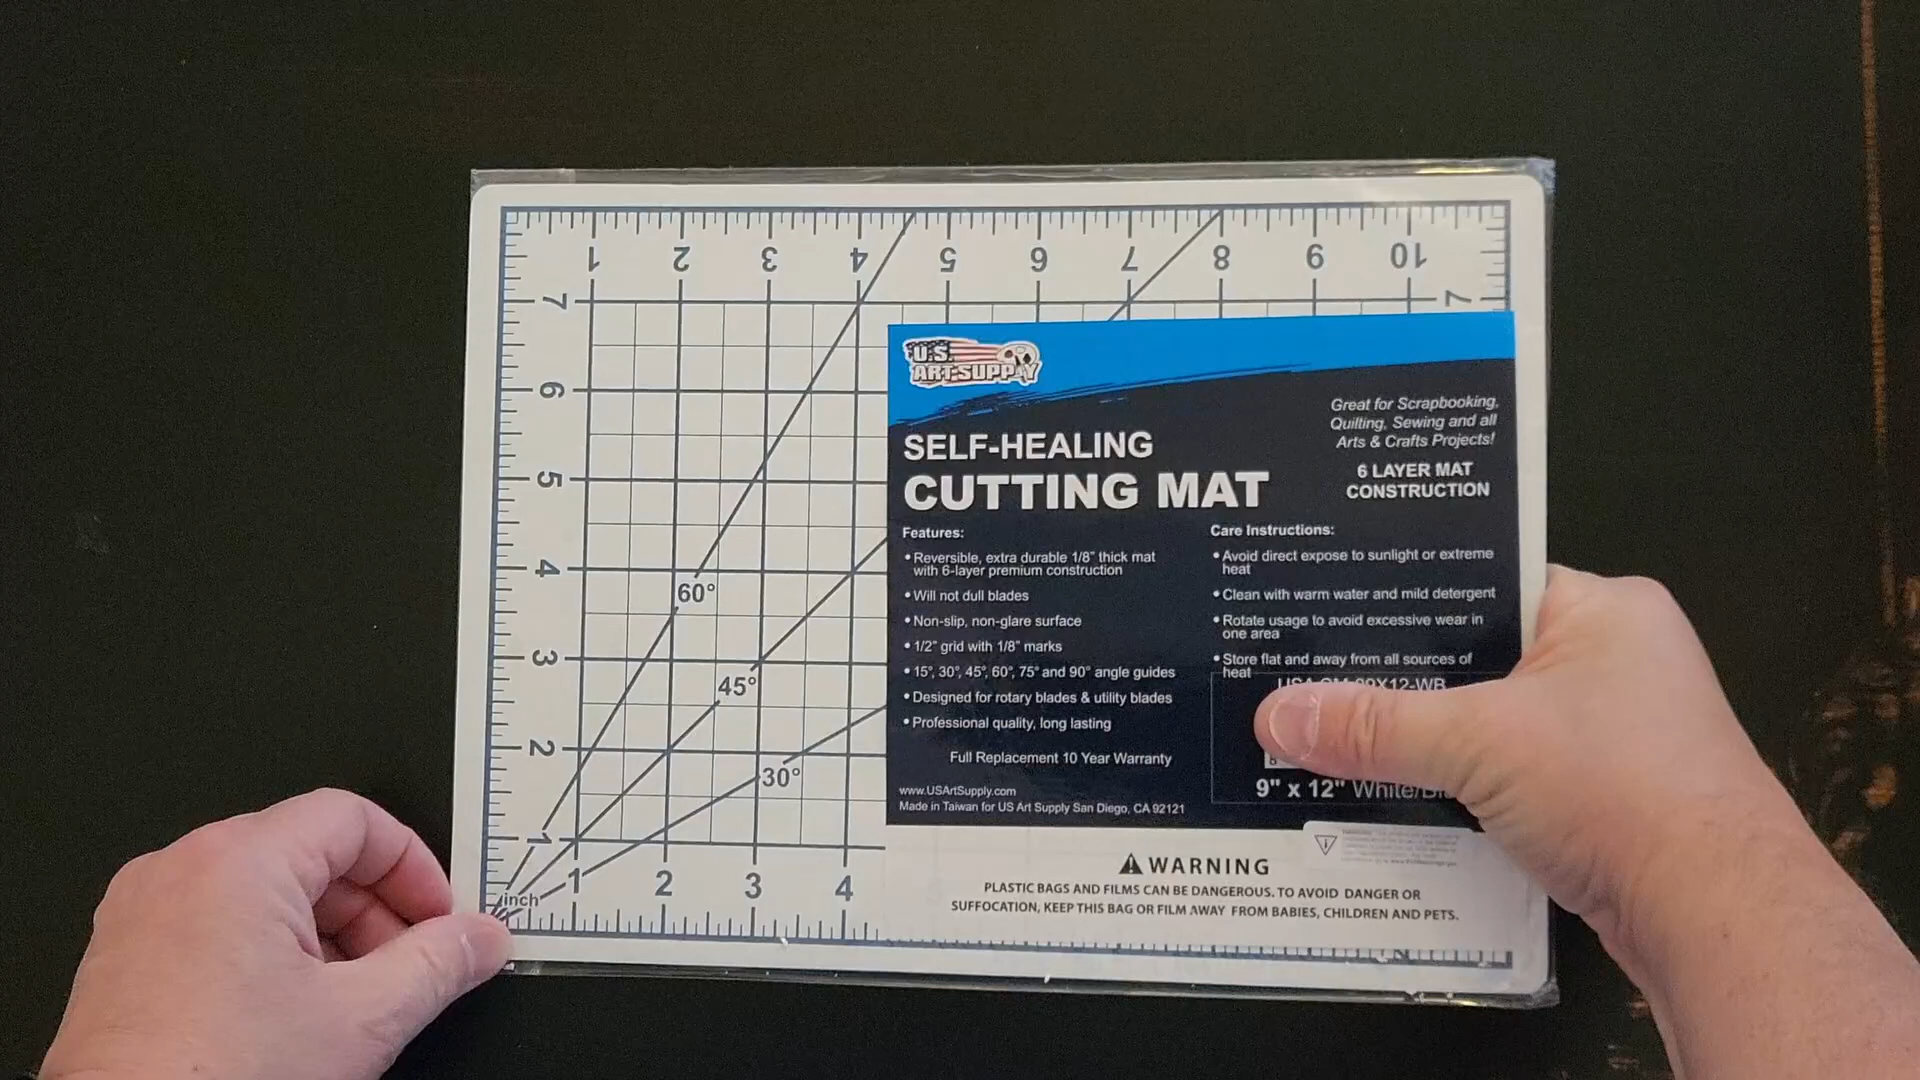 1 2 3 4 5 6 7 8 9 10
7 7
6
5
4
3
2
1
60°
45°
30°
inch 1 2 3 4
U.S.
ART SUPPLY
Great for Scrapbooking,
Quilting, Sewing and all
Arts & Crafts Projects!
SELF-HEALING
CUTTING MAT
6 LAYER MAT
CONSTRUCTION
Features:
• Reversible, extra durable 1/8" thick mat
with 6-layer premium construction
• Will not dull blades
• Non-slip, non-glare surface
• 1/2" grid with 1/8" marks
• 15°, 30°, 45°, 60°, 75° and 90° angle guides
• Designed for rotary blades & utility blades
• Professional quality, long lasting
Full Replacement 10 Year Warranty
www.USArtSupply.com
Made in Taiwan for US Art Supply San Diego, CA 92121
Care Instructions:
• Avoid direct expose to sunlight or extreme
heat
• Clean with warm water and mild detergent
• Rotate usage to avoid excessive wear in
one area
• Store flat and away from all sources of
heat
9" x 12"
WARNING
PLASTIC BAGS AND FILMS CAN BE DANGEROUS. TO AVOID DANGER OR
SUFFOCATION, KEEP THIS BAG OR FILM AWAY FROM BABIES, CHILDREN AND PETS.